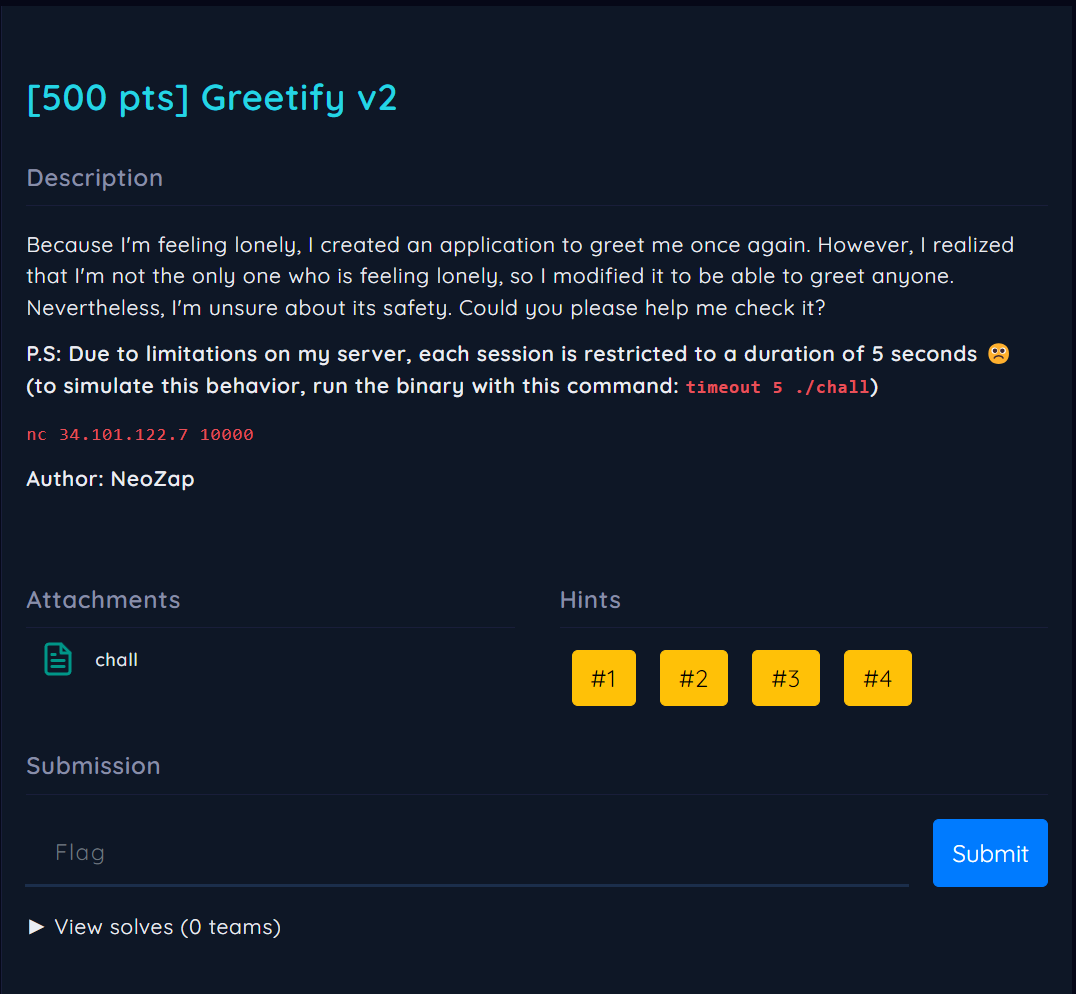 [500 pts] Greetify v2
Description
Because I'm feeling lonely, I created an application to greet me once again. However, I realized
that I'm not the only one who is feeling lonely, so I modified it to be able to greet anyone.
Nevertheless, I'm unsure about its safety. Could you please help me check it?
P.S: Due to limitations on my server, each session is restricted to a duration of 5 seconds 😟
(to simulate this behavior, run the binary with this command: timeout 5 ./chall)
nc 34.101.122.7 10000
Author: NeoZap
Attachments
chall
Hints
#1 #2 #3 #4
Submission
Flag
Submit
▶ View solves (0 teams)